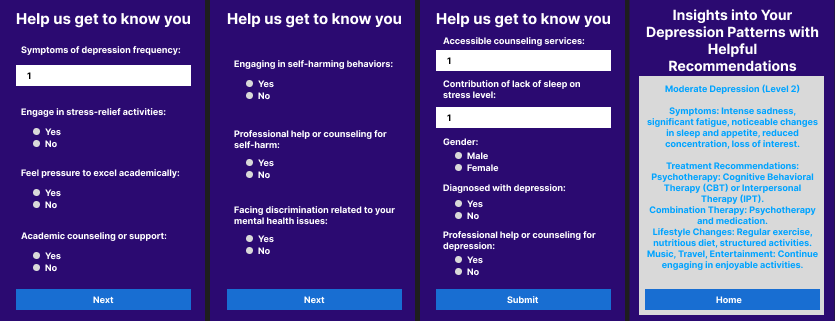 Help us get to know you
Symptoms of depression frequency:
1
Engage in stress-relief activities:
Yes
No
Feel pressure to excel academically:
Yes
No
Academic counseling or support:
Yes
No
Next
Help us get to know you
Engaging in self-harming behaviors:
Yes
No
Professional help or counseling for
self-harm:
Yes
No
Facing discrimination related to your
mental health issues:
Yes
No
Next
Help us get to know you
Accessible counseling services:
1
Contribution of lack of sleep on
stress level:
1
Gender:
Male
Female
Diagnosed with depression:
Yes
No
Professional help or counseling for
depression:
Yes
No
Submit
Insights into Your
Depression Patterns with
Helpful
Recommendations
Moderate Depression (Level 2)
Symptoms: Intense sadness,
significant fatigue, noticeable changes
in sleep and appetite, reduced
concentration, loss of interest.
Treatment Recommendations:
Psychotherapy: Cognitive Behavioral
Therapy (CBT) or Interpersonal
Therapy (IPT).
Combination Therapy: Psychotherapy
and medication.
Lifestyle Changes: Regular exercise,
nutritious diet, structured activities.
Music, Travel, Entertainment: Continue
engaging in enjoyable activities.
Home